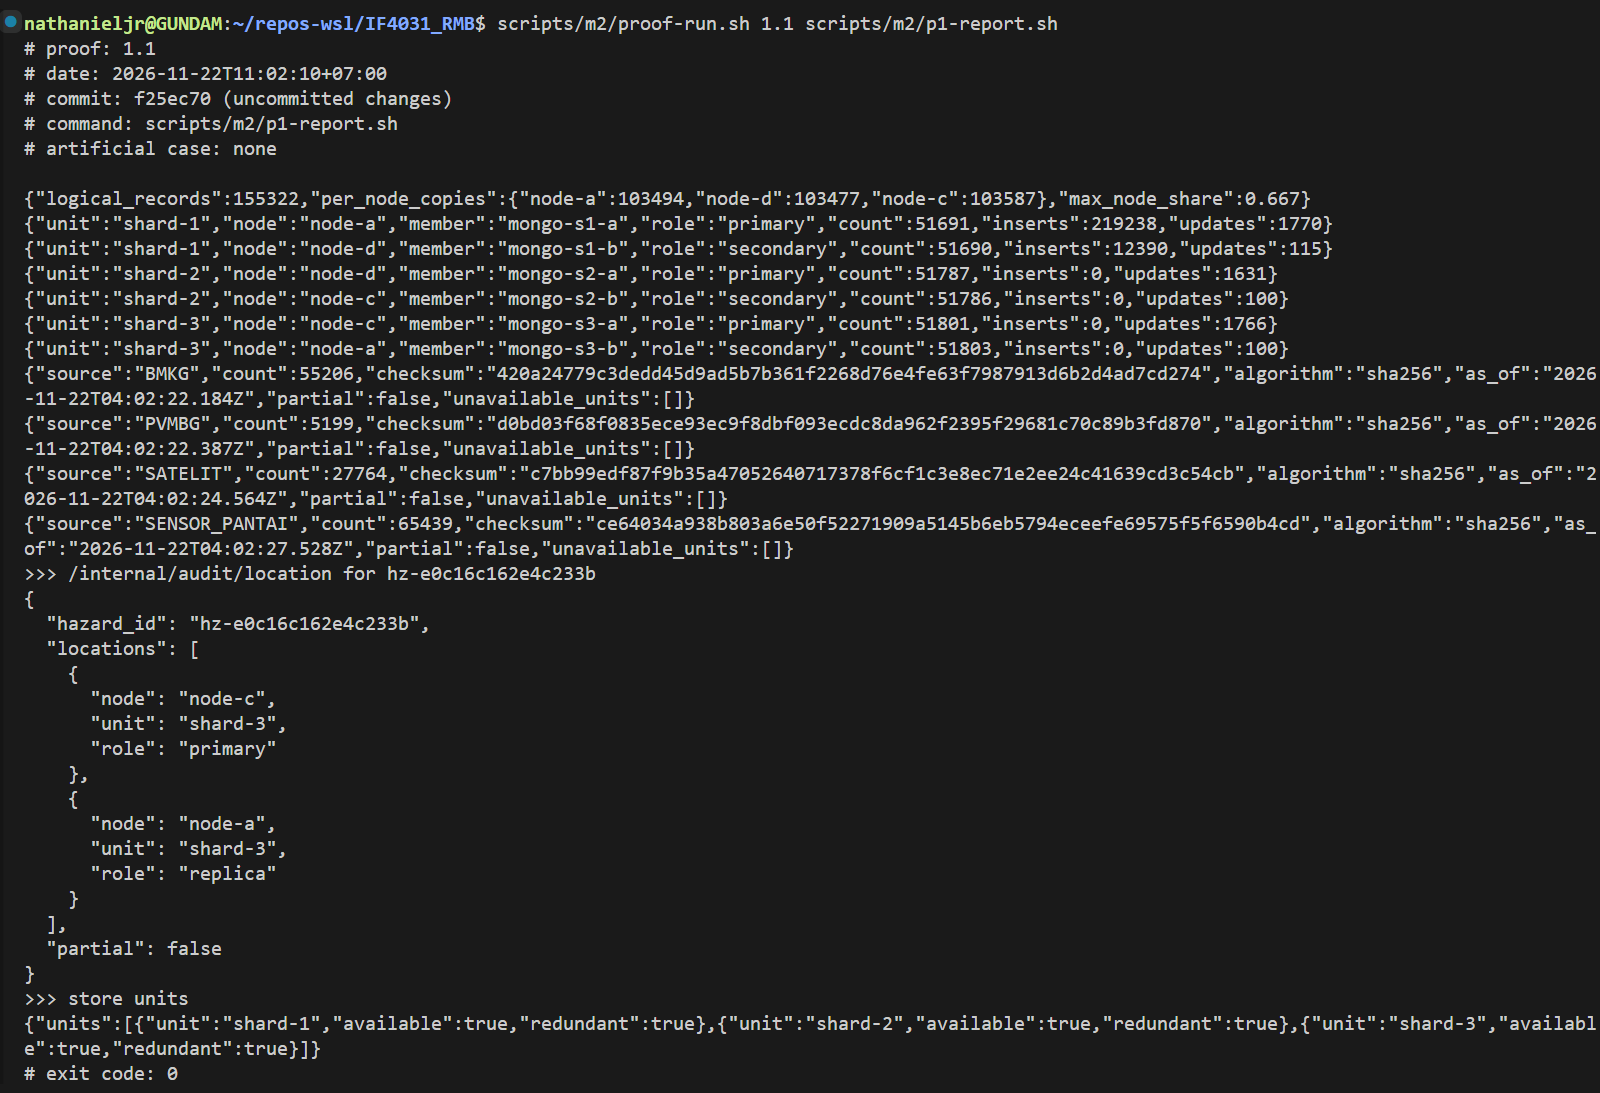 nathanieljr@GUNDAM:~/repos-wsl/IF4031_RMB$ scripts/m2/proof-run.sh 1.1 scripts/m2/p1-report.sh
# proof: 1.1
# date: 2026-11-22T11:02:10+07:00
# commit: f25ec70 (uncommitted changes)
# command: scripts/m2/p1-report.sh
# artificial case: none

{"logical_records":155322,"per_node_copies":{"node-a":103494,"node-d":103477,"node-c":103587},"max_node_share":0.667}
{"unit":"shard-1","node":"node-a","member":"mongo-s1-a","role":"primary","count":51691,"inserts":219238,"updates":1770}
{"unit":"shard-1","node":"node-d","member":"mongo-s1-b","role":"secondary","count":51690,"inserts":12390,"updates":115}
{"unit":"shard-2","node":"node-d","member":"mongo-s2-a","role":"primary","count":51787,"inserts":0,"updates":1631}
{"unit":"shard-2","node":"node-c","member":"mongo-s2-b","role":"secondary","count":51786,"inserts":0,"updates":100}
{"unit":"shard-3","node":"node-c","member":"mongo-s3-a","role":"primary","count":51801,"inserts":0,"updates":1766}
{"unit":"shard-3","node":"node-a","member":"mongo-s3-b","role":"secondary","count":51803,"inserts":0,"updates":100}
{"source":"BMKG","count":55206,"checksum":"420a24779c3dedd45d9ad5b7b361f2268d76e4fe63f7987913d6b2d4ad7cd274","algorithm":"sha256","as_of":"2026
-11-22T04:02:22.184Z","partial":false,"unavailable_units":[]}
{"source":"PVMBG","count":5199,"checksum":"d0bd03f68f0835ece93ec9f8dbf093ecdc8da962f2395f29681c70c89b3fd870","algorithm":"sha256","as_of":"2026
-11-22T04:02:22.387Z","partial":false,"unavailable_units":[]}
{"source":"SATELIT","count":27764,"checksum":"c7bb99edf87f9b35a47052640717378f6cf1c3e8ec71e2ee24c41639cd3c54cb","algorithm":"sha256","as_of":"2
026-11-22T04:02:24.564Z","partial":false,"unavailable_units":[]}
{"source":"SENSOR_PANTAI","count":65439,"checksum":"ce64034a938b803a6e50f52271909a5145b6eb5794eceefe69575f5f6590b4cd","algorithm":"sha256","as_
of":"2026-11-22T04:02:27.528Z","partial":false,"unavailable_units":[]}
>>> /internal/audit/location for hz-e0c16c162e4c233b
{
  "hazard_id": "hz-e0c16c162e4c233b",
  "locations": [
    {
      "node": "node-c",
      "unit": "shard-3",
      "role": "primary"
    },
    {
      "node": "node-a",
      "unit": "shard-3",
      "role": "replica"
    }
  ],
  "partial": false
}
>>> store units
{"units":[{"unit":"shard-1","available":true,"redundant":true},{"unit":"shard-2","available":true,"redundant":true},{"unit":"shard-3","availabl
e":true,"redundant":true}]}
# exit code: 0